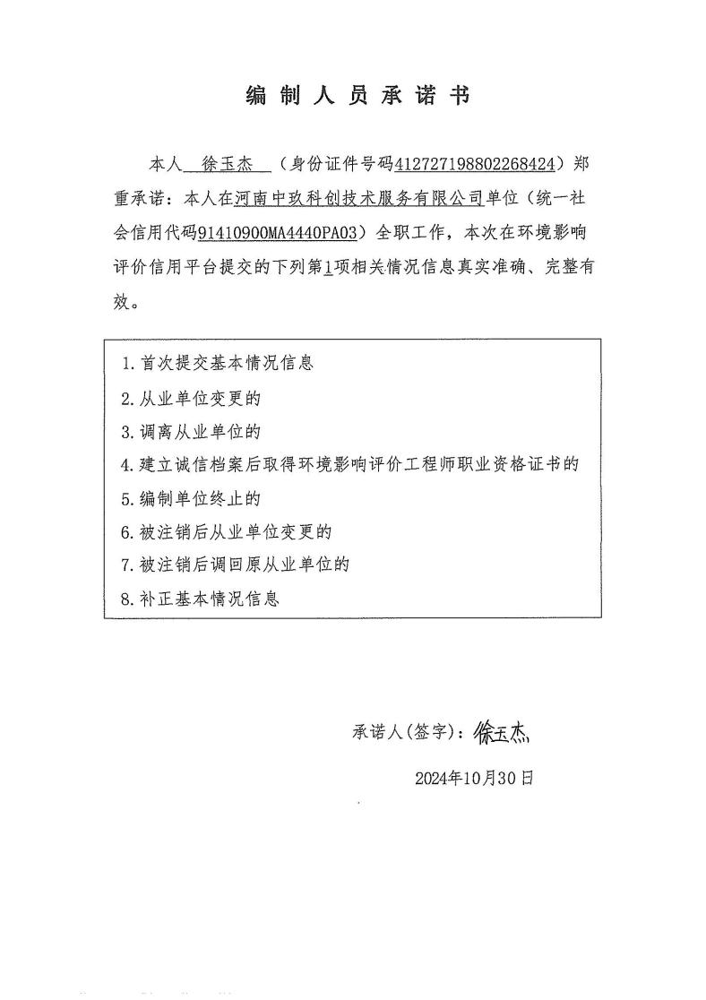 编制人员承诺书
本人 徐玉杰 （身份证件号码412727198802268424）郑
重承诺：本人在河南中玖科创技术服务有限公司单位（统一社
会信用代码91410900MA4440PA03）全职工作，本次在环境影响
评价信用平台提交的下列第1项相关情况信息真实准确、完整有
效。
1.首次提交基本情况信息
2.从业单位变更的
3.调离从业单位的
4.建立诚信档案后取得环境影响评价工程师职业资格证书的
5.编制单位终止的
6.被注销后从业单位变更的
7.被注销后调回原从业单位的
8.补正基本情况信息
承诺人(签字)：徐玉杰
2024年10月30日